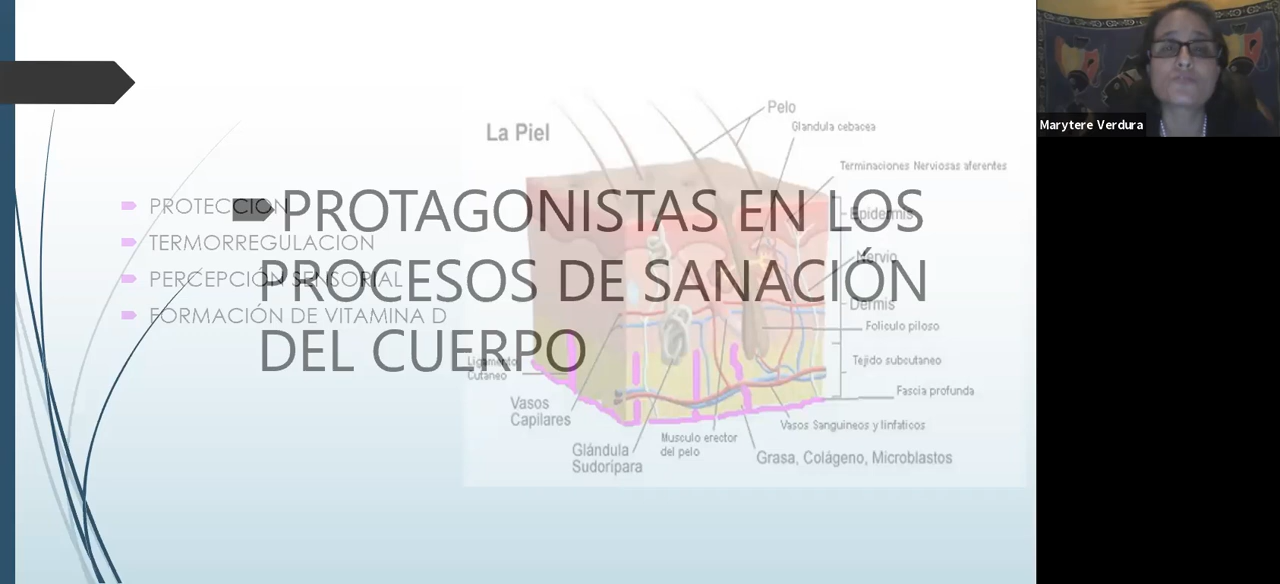 PROTAGONISTAS EN LOS
PROCESOS DE SANACIÓN
DEL CUERPO
PROTECCION
TERMORREGULACION
PERCEPCIÓN SENSORIAL
FORMACIÓN DE VITAMINA D
La Piel
Pelo
Glandula cebacea
Terminaciones Nerviosas aferentes
Epidermis
Nervio
Dermis
Foliculo piloso
Tejido subcutaneo
Fascia profunda
Vasos Sanguineos y linfaticos
Grasa, Colágeno, Microblastos
Musculo erector
del pelo
Glándula
Sudorípara
Vasos
Capilares
Ligamento
Cutaneo
Marytere Verdura